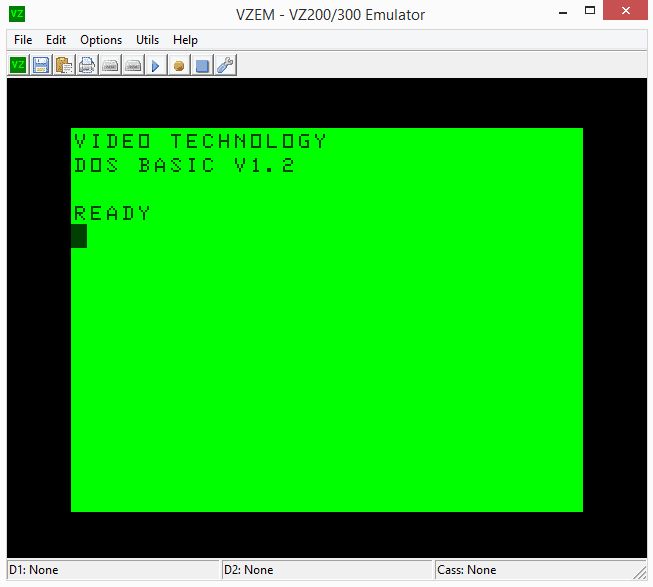 VZ VZEM - VZ200/300 Emulator
File Edit Options Utils Help
VZ
VIDEO TECHNOLOGY
DOS BASIC V1.2
READY
D1: None D2: None Cass: None